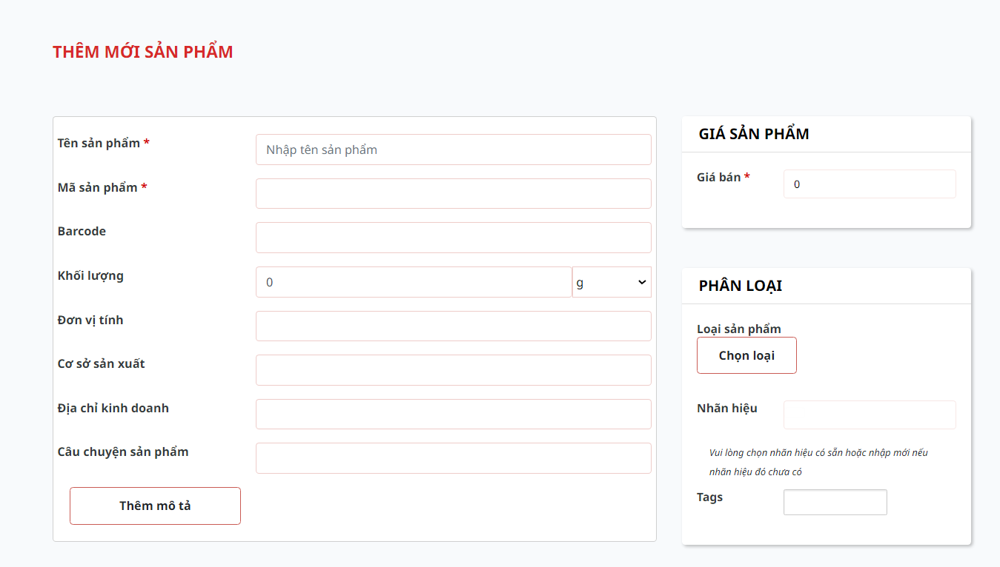 THÊM MỚI SẢN PHẨM
Tên sản phẩm *
Nhập tên sản phẩm
Mã sản phẩm *
Barcode
Khối lượng
0
g
Đơn vị tính
Cơ sở sản xuất
Địa chỉ kinh doanh
Câu chuyện sản phẩm
Thêm mô tả
GIÁ SẢN PHẨM
Giá bán *
0
PHÂN LOẠI
Loại sản phẩm
Chọn loại
Nhãn hiệu
Vui lòng chọn nhãn hiệu có sẵn hoặc nhập mới nếu
nhãn hiệu đó chưa có
Tags